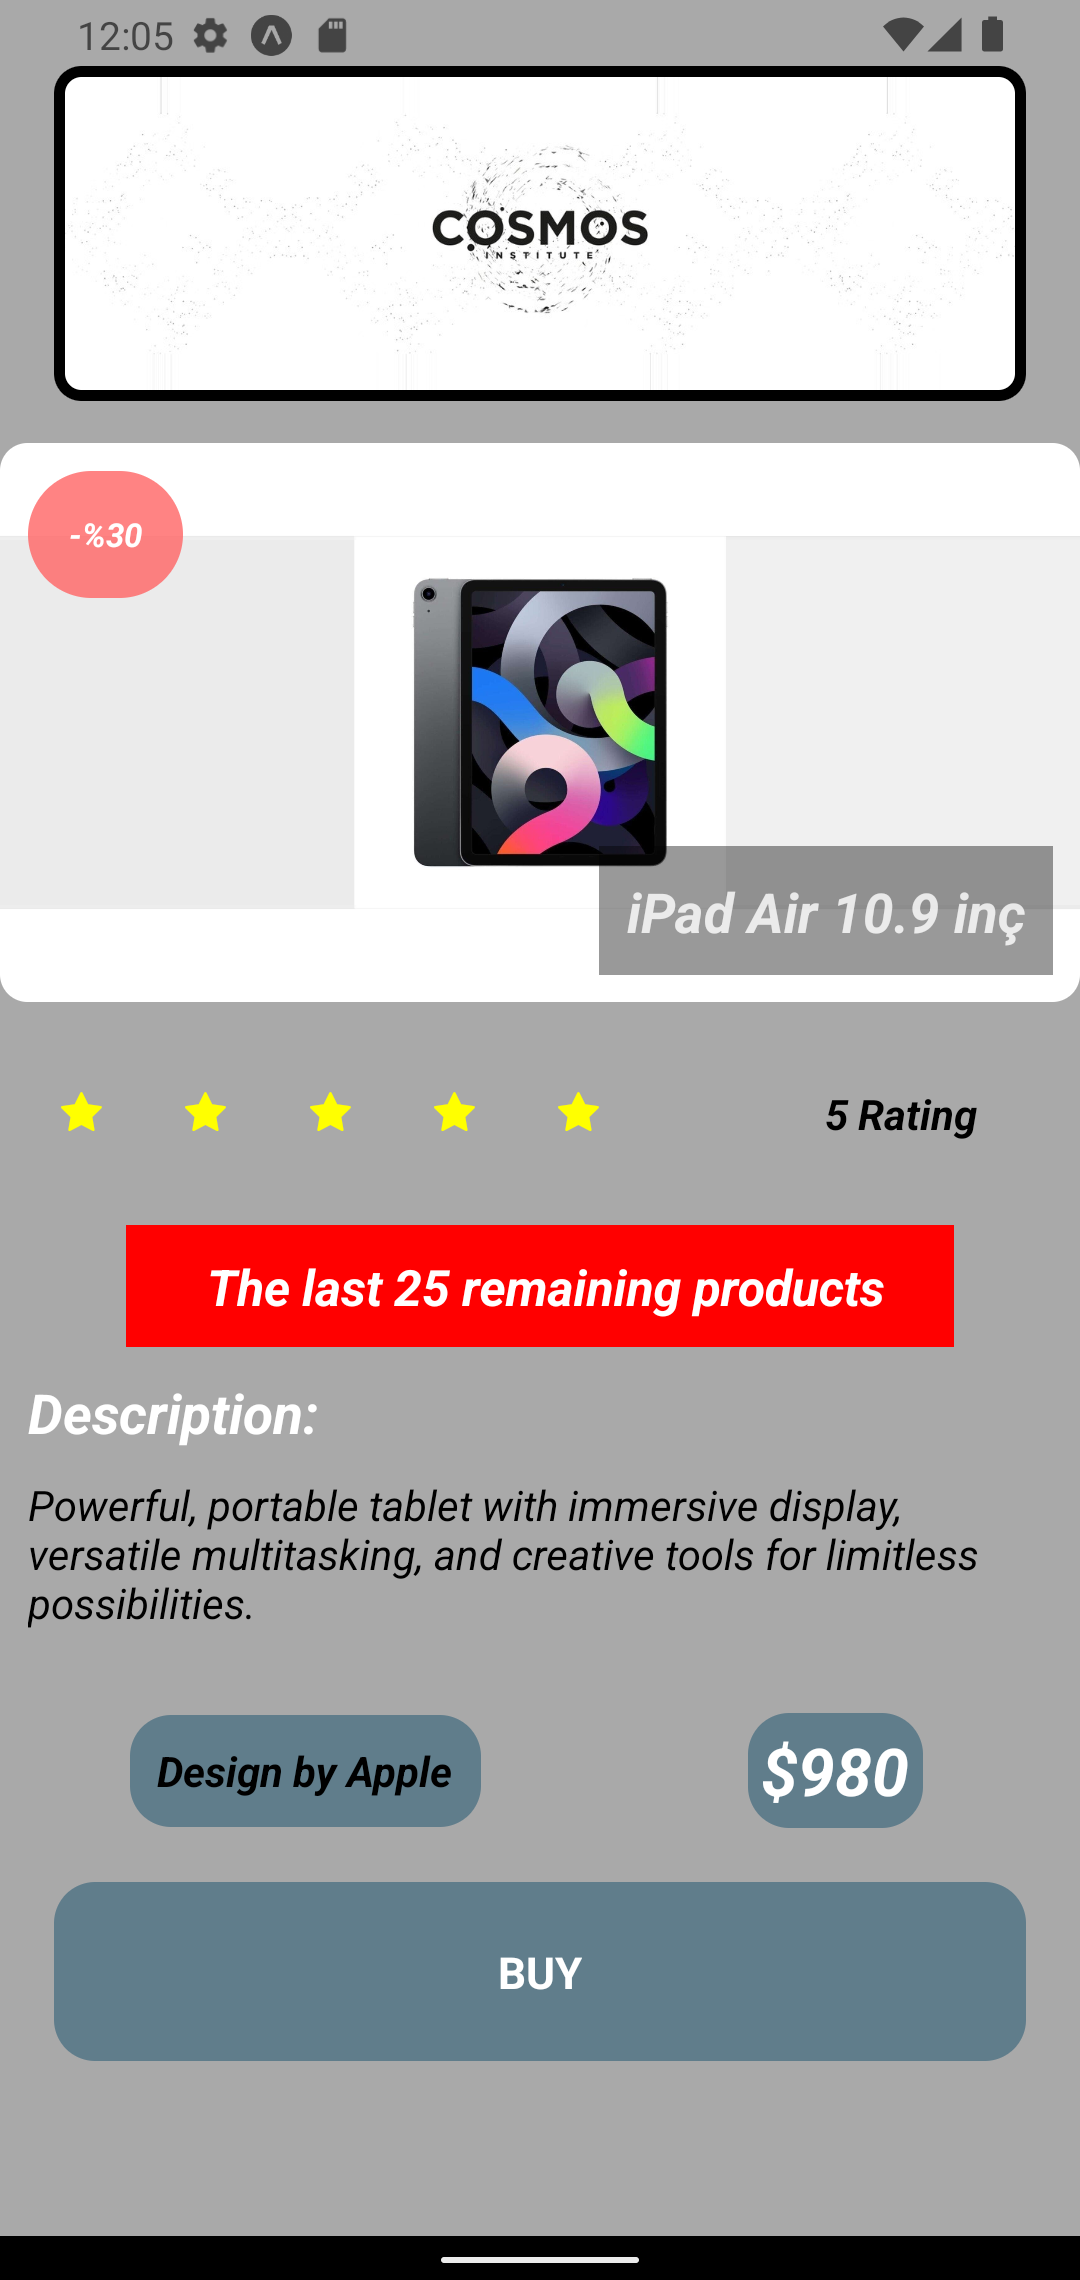 12:05
COSMOS
INSTITUTE
-%30
iPad Air 10.9 inç
5 Rating
The last 25 remaining products
Description:
Powerful, portable tablet with immersive display,
versatile multitasking, and creative tools for limitless
possibilities.
Design by Apple
$980
BUY